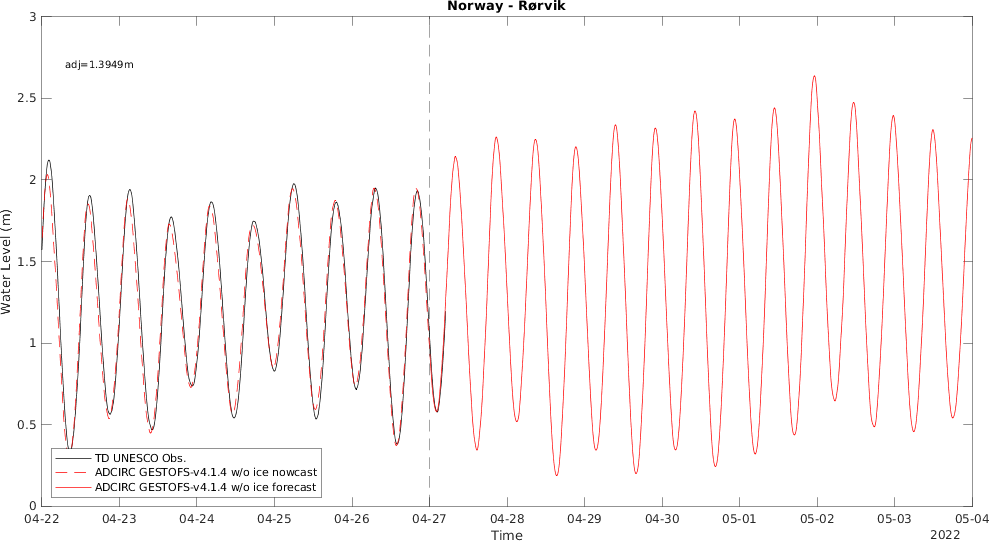 Norway - Rørvik
adj=1.3949m
Water Level (m)
3
2.5
2
1.5
1
0.5
0
TD UNESCO Obs.
ADCIRC GESTOFS-v4.1.4 w/o ice nowcast
ADCIRC GESTOFS-v4.1.4 w/o ice forecast
04-22 04-23 04-24 04-25 04-26 04-27 04-28 04-29 04-30 05-01 05-02 05-03 05-04
Time
2022